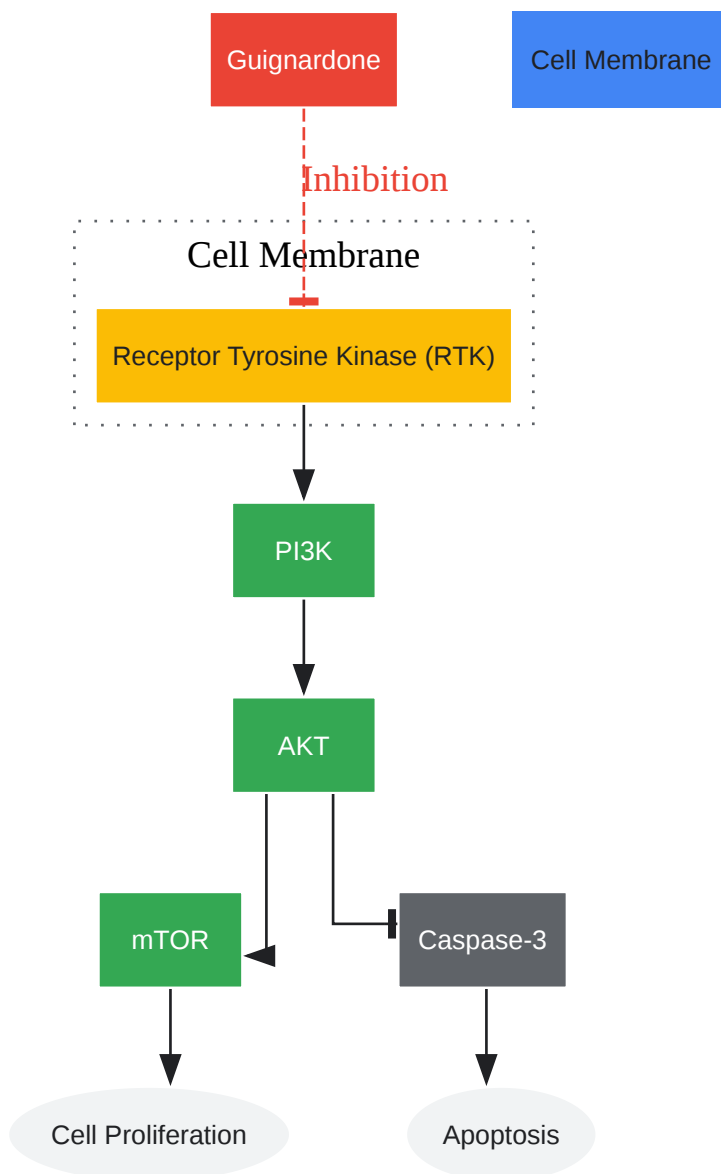 Guignardone
Cell Membrane
Inhibition
Cell Membrane
Receptor Tyrosine Kinase (RTK)
PI3K
AKT
mTOR
Caspase-3
Cell Proliferation
Apoptosis